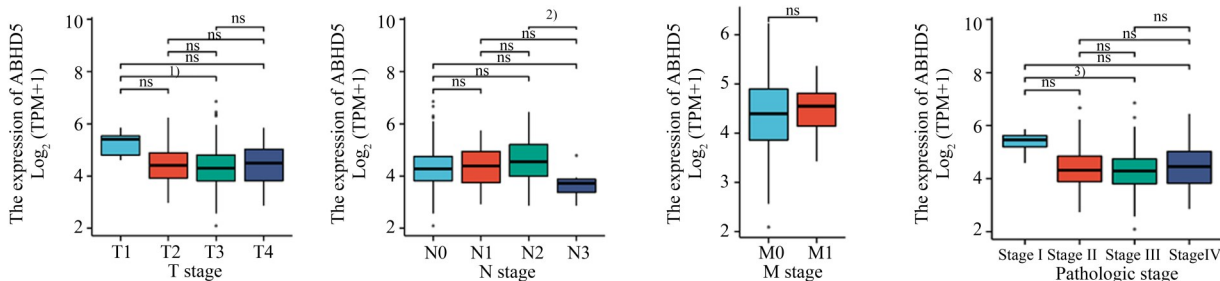 The expression of ABHD5
Log2 (TPM+1)
10
8
6
4
2
ns
ns
ns
ns
1)
ns
T1 T2 T3 T4
T stage
The expression of ABHD5
Log2 (TPM+1)
10
8
6
4
2
2)
ns
ns
ns
ns
ns
N0 N1 N2 N3
N stage
The expression of ABHD5
Log2 (TPM+1)
6
5
4
3
2
ns
M0 M1
M stage
The expression of ABHD5
Log2 (TPM+1)
10
8
6
4
2
ns
ns
ns
ns
3)
ns
Stage I Stage II Stage III StageIV
Pathologic stage